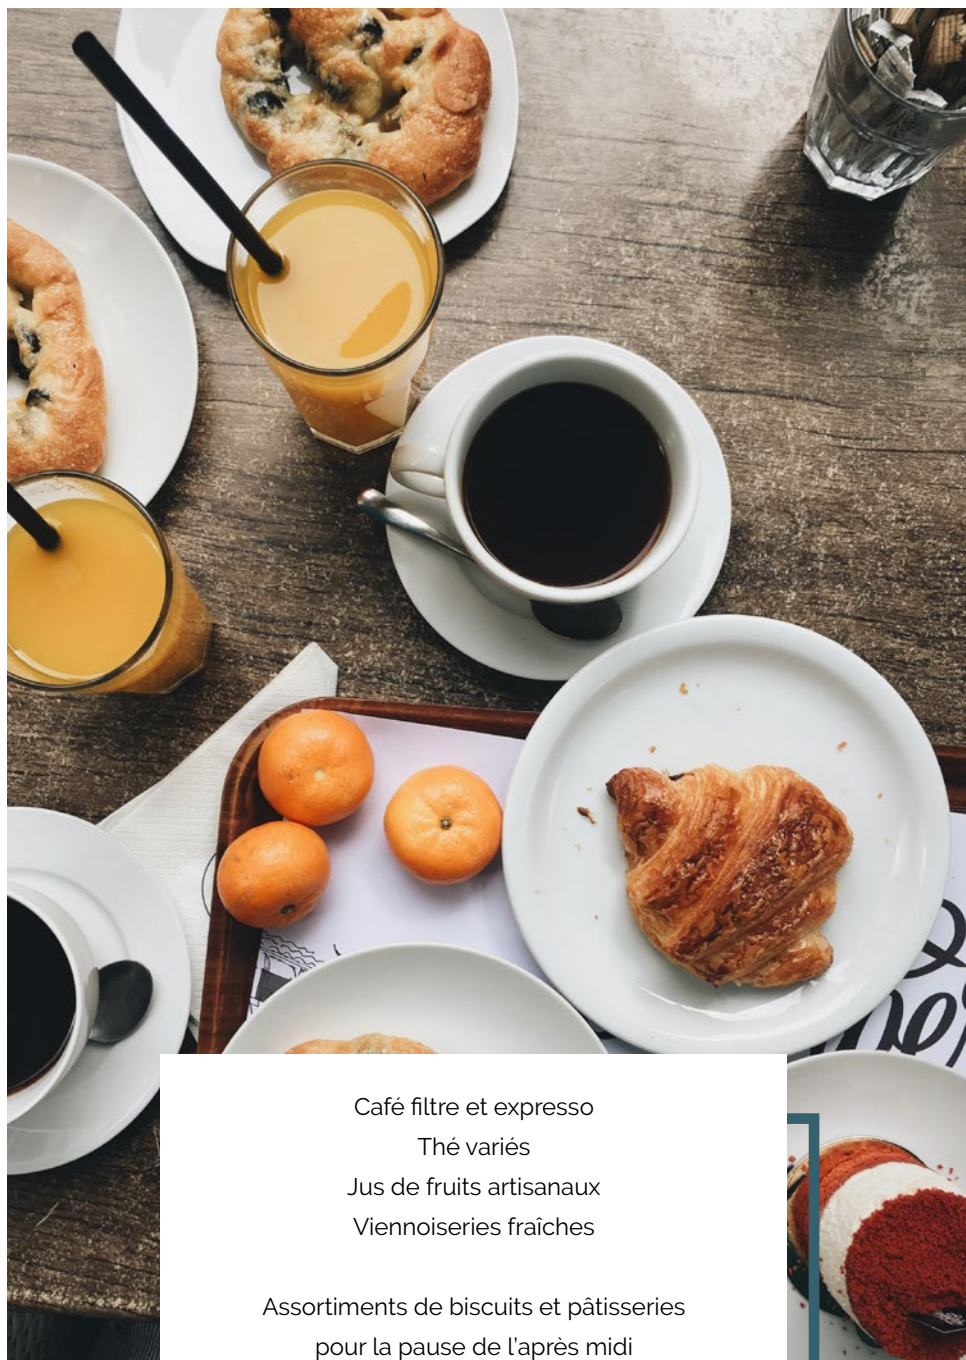 Café filtre et expresso
Thé variés
Jus de fruits artisanaux
Viennoiseries fraîches
Assortiments de biscuits et pâtisseries
pour la pause de l'après midi